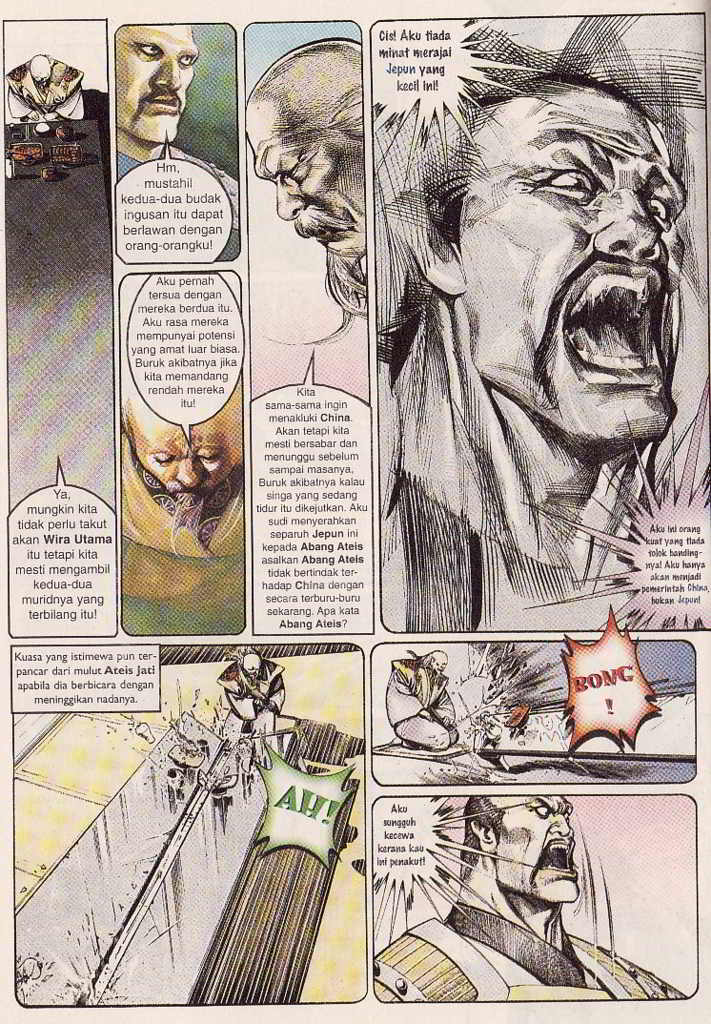 Ya,
mungkin kita
tidak perlu takut
akan Wira Utama
itu tetapi kita
mesti mengambil
kedua-dua
muridnya yang
terbilang itu!
Hm,
mustahil
kedua-dua budak
ingusan itu dapat
berlawan dengan
orang-orangku!
Aku pernah
tersua dengan
mereka berdua itu.
Aku rasa mereka
mempunyai potensi
yang amat luar biasa.
Buruk akibatnya jika
kita memandang
rendah mereka
itu!
Kita
sama-sama ingin
menakluki China.
Akan tetapi kita
mesti bersabar dan
menunggu sebelum
sampai masanya,
Buruk akibatnya kalau
singa yang sedang
tidur itu dikejutkan. Aku
sudi menyerahkan
separuh Jepun ini
kepada Abang Ateis
asalkan Abang Ateis
tidak bertindak ter-
hadap China dengan
secara terburu-buru
sekarang. Apa kata
Abang Ateis?
Cis! Aku tiada
minat merajai
Jepun yang
kecil ini!
Aku ini orang
kuat yang tiada
tolok banding-
nya! Aku hanya
akan menjadi
pemerintah China,
bukan Jepun!
Kuasa yang istimewa pun ter-
pancar dari mulut Ateis Jati
apabila dia berbicara dengan
meninggikan nadanya.
AH!
BONG
!
Aku
sungguh
kecewa
kerana kau
ini penakut!